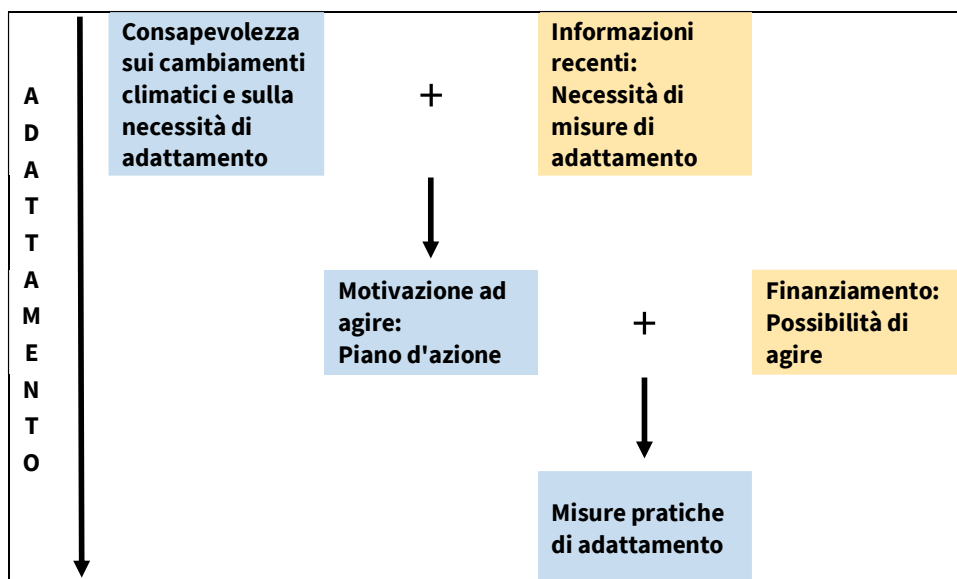 A
D
A
T
T
A
M
E
N
T
O
Consapevolezza
sui cambiamenti
climatici e sulla
necessità di
adattamento
+
Informazioni
recenti:
Necessità di
misure di
adattamento
Motivazione ad
agire:
Piano d'azione
+
Finanziamento:
Possibilità di
agire
Misure pratiche
di adattamento